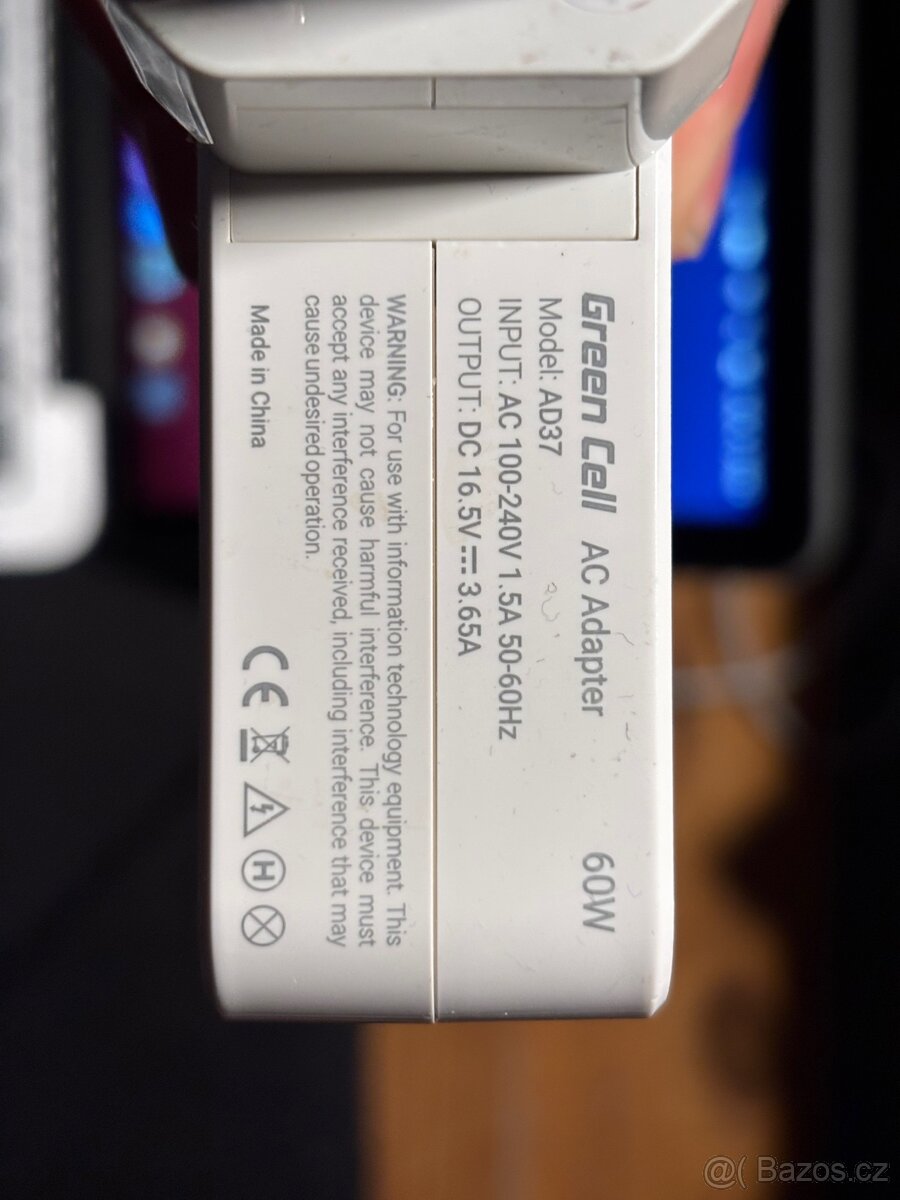 Green Cell AC Adapter 60W
Model: AD37
INPUT: AC 100-240V 1.5A 50-60Hz
OUTPUT: DC 16.5V⎓3.65A
WARNING: For use with information technology equipment. This
device may not cause harmful interference. This device must
accept any interference received, including interference that may
cause undesired operation.
Made in China
CE
H
@( Bazos.cz